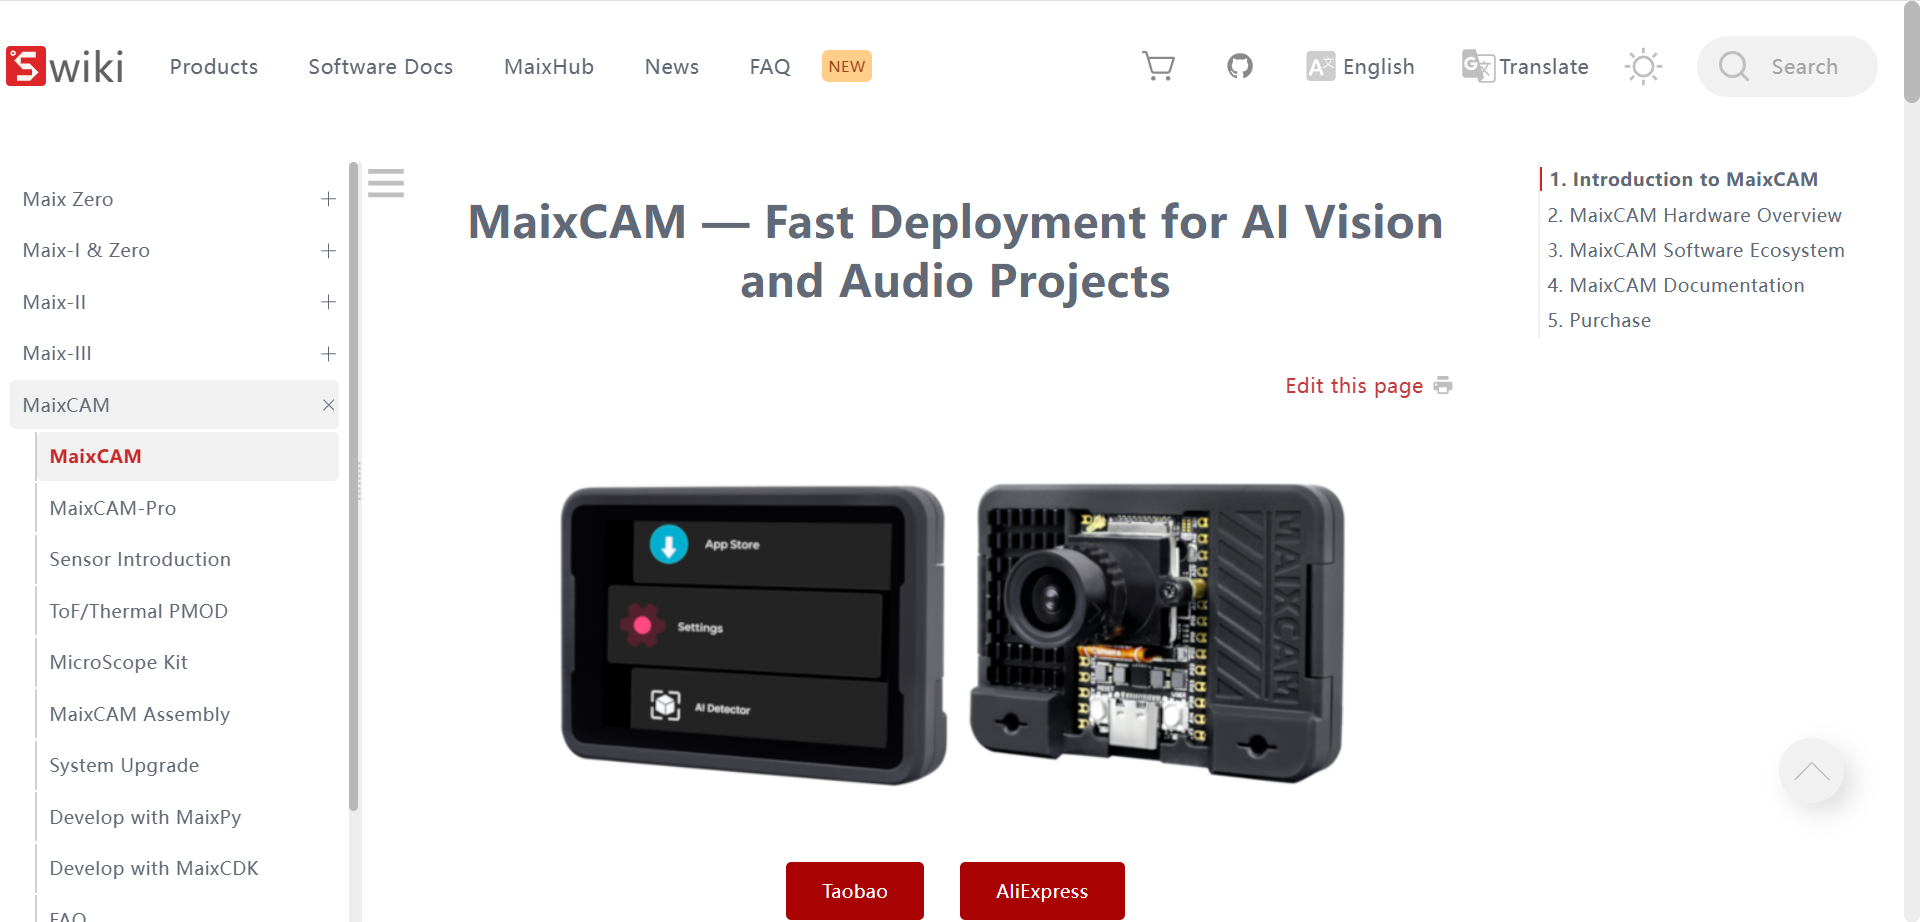 wiki
Products
Software Docs
MaixHub
News
FAQ
NEW
English
Translate
Search
Maix Zero
Maix-I & Zero
Maix-II
Maix-III
MaixCAM
MaixCAM
MaixCAM-Pro
Sensor Introduction
ToF/Thermal PMOD
MicroScope Kit
MaixCAM Assembly
System Upgrade
Develop with MaixPy
Develop with MaixCDK
FAQ
MaixCAM — Fast Deployment for AI Vision
and Audio Projects
Edit this page
App Store
Settings
AI Detector
MAIXCAM
Taobao
AliExpress
1. Introduction to MaixCAM
2. MaixCAM Hardware Overview
3. MaixCAM Software Ecosystem
4. MaixCAM Documentation
5. Purchase